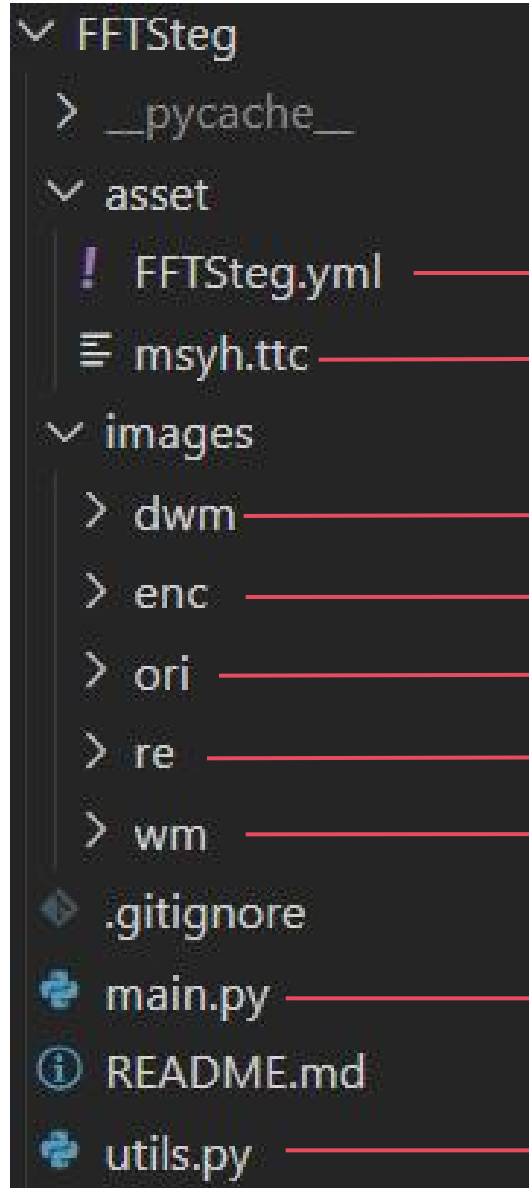 FFTSteg
__pycache__
asset
! FFTSteg.yml
msyh.ttc
images
dwm
enc
ori
re
wm
.gitignore
main.py
README.md
utils.py